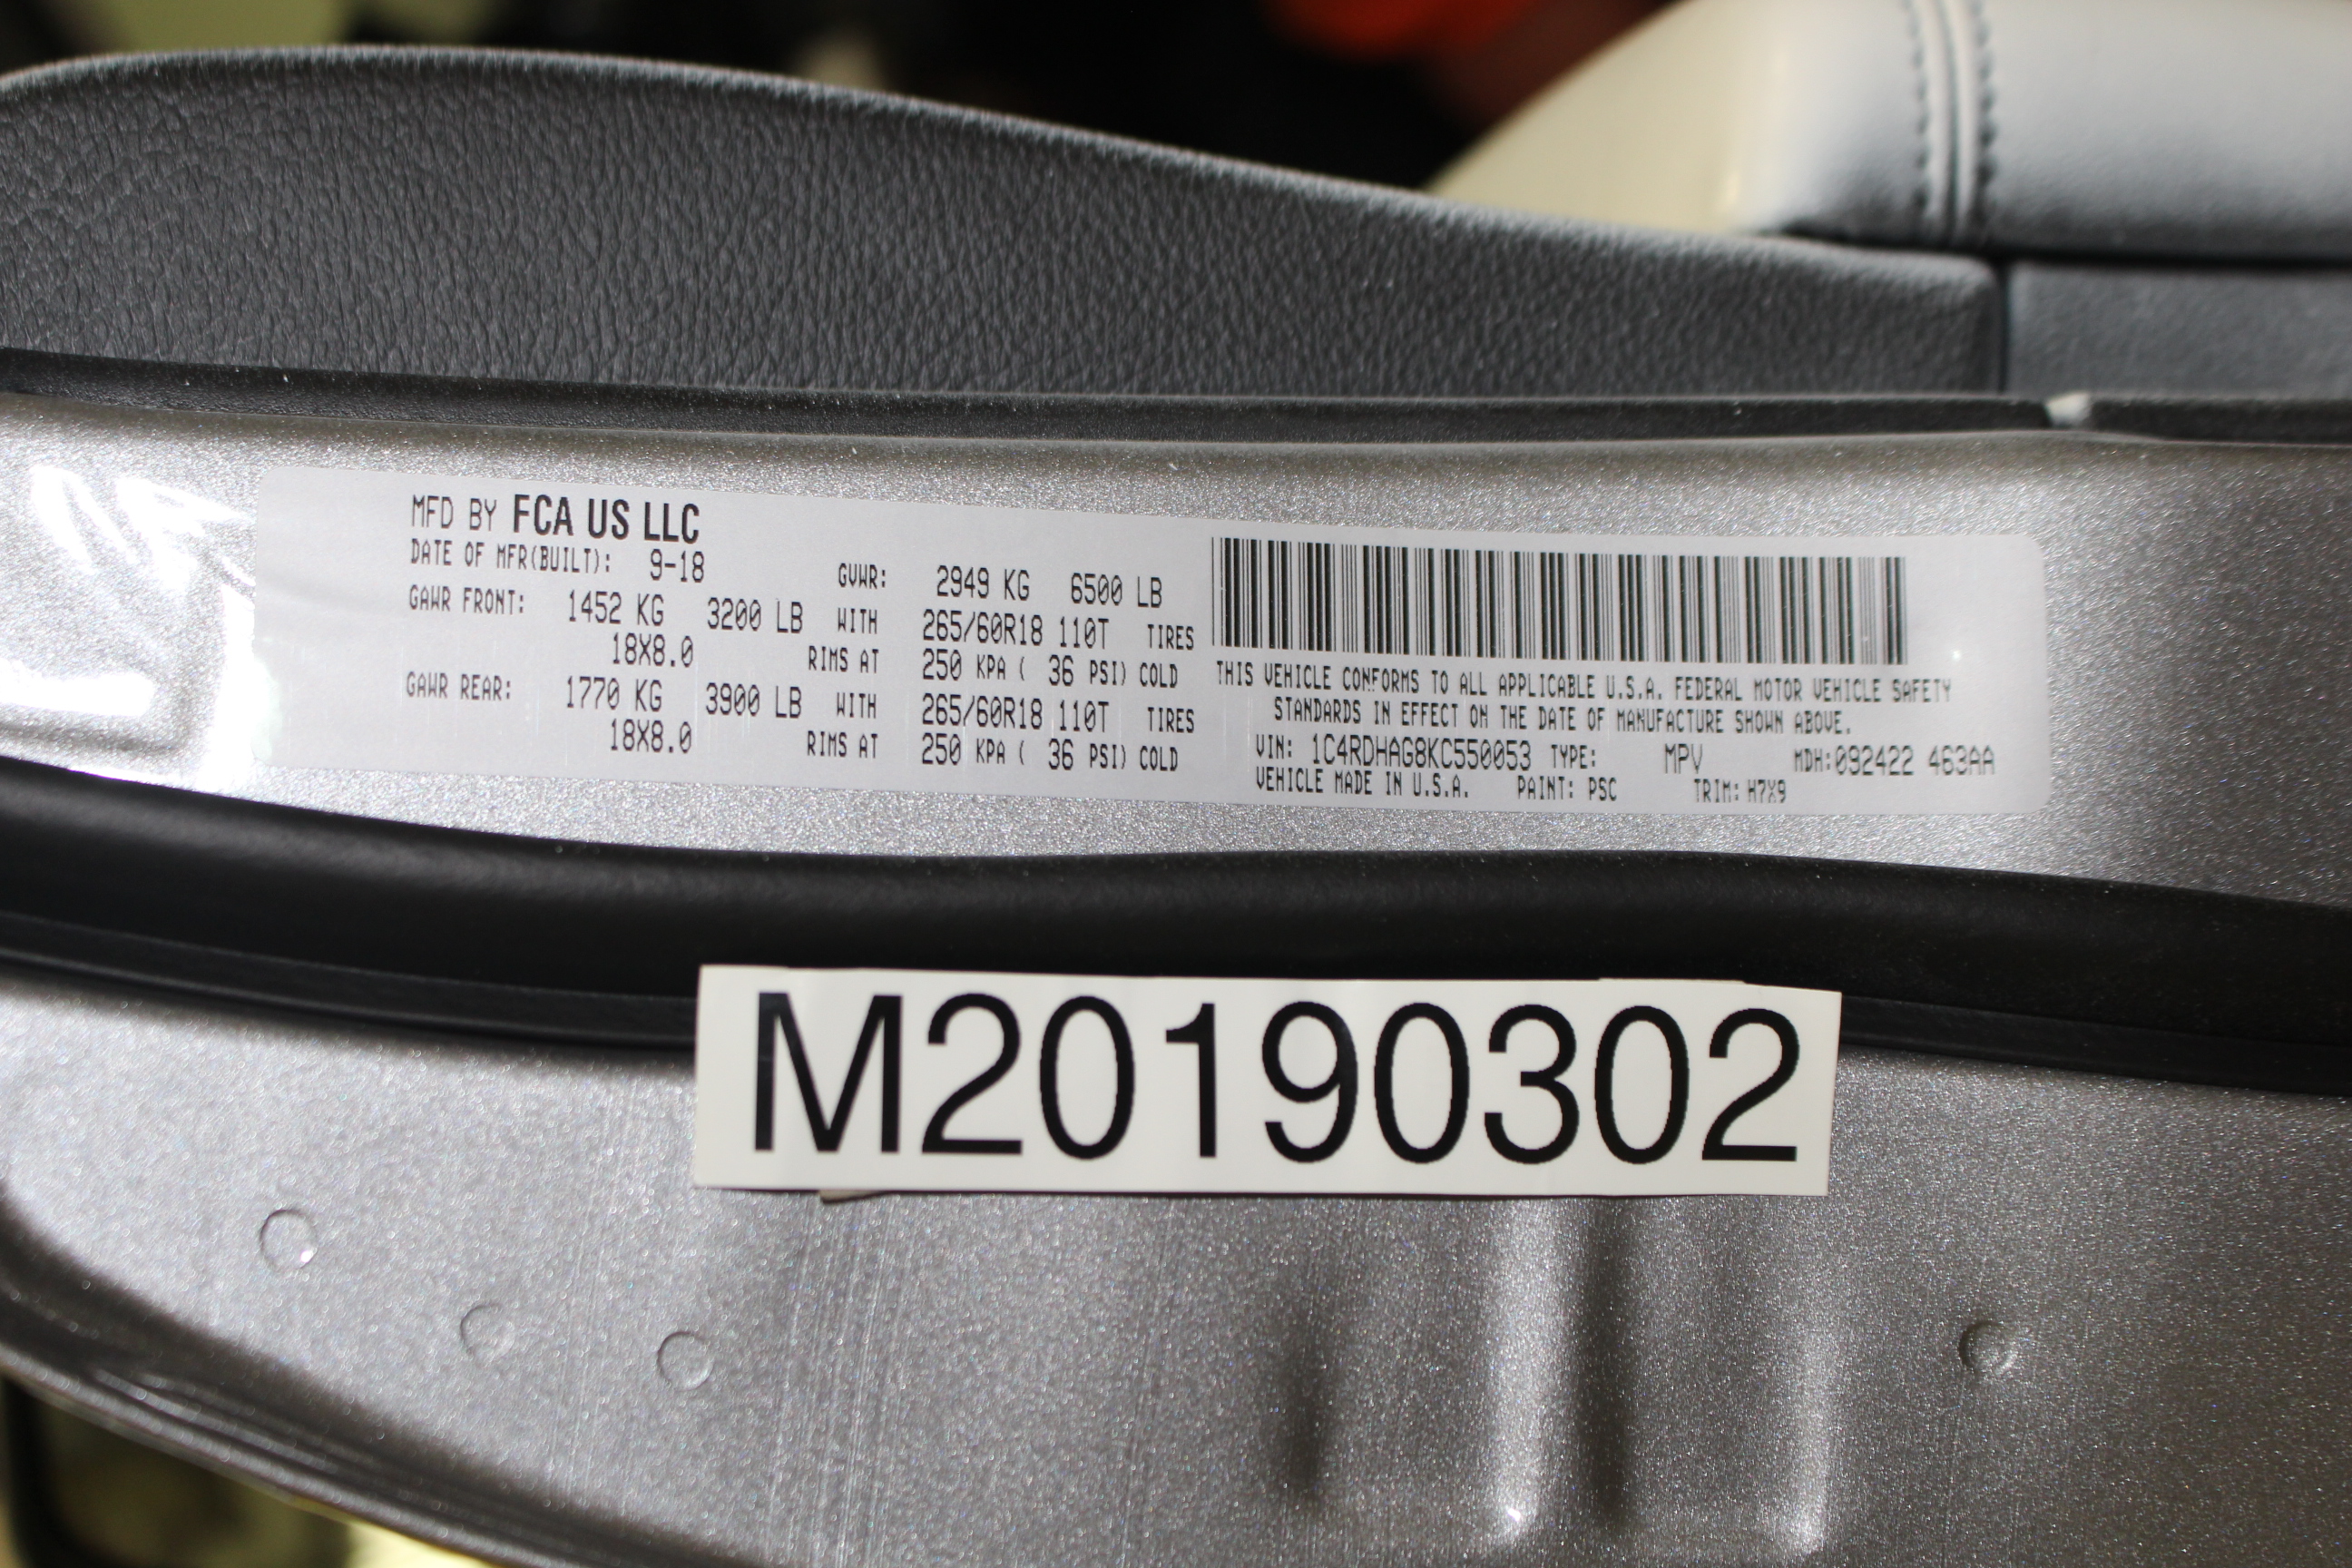 MFD BY FCA US LLC
DATE OF MFR(BUILT): 9-18 GVWR: 2949 KG 6500 LB
GAWR FRONT: 1452 KG 3200 LB WITH 265/60R18 110T TIRES
18X8.0 RIMS AT 250 KPA ( 36 PSI) COLD
GAWR REAR: 1770 KG 3900 LB WITH 265/60R18 110T TIRES
18X8.0 RIMS AT 250 KPA ( 36 PSI) COLD
THIS VEHICLE CONFORMS TO ALL APPLICABLE U.S.A. FEDERAL MOTOR VEHICLE SAFETY
STANDARDS IN EFFECT ON THE DATE OF MANUFACTURE SHOWN ABOVE.
VIN: 1C4RDHAG8KC550053 TYPE: MPV MDH:092422 463AA
VEHICLE MADE IN U.S.A. PAINT: PSC TRIM: H7X9
M20190302